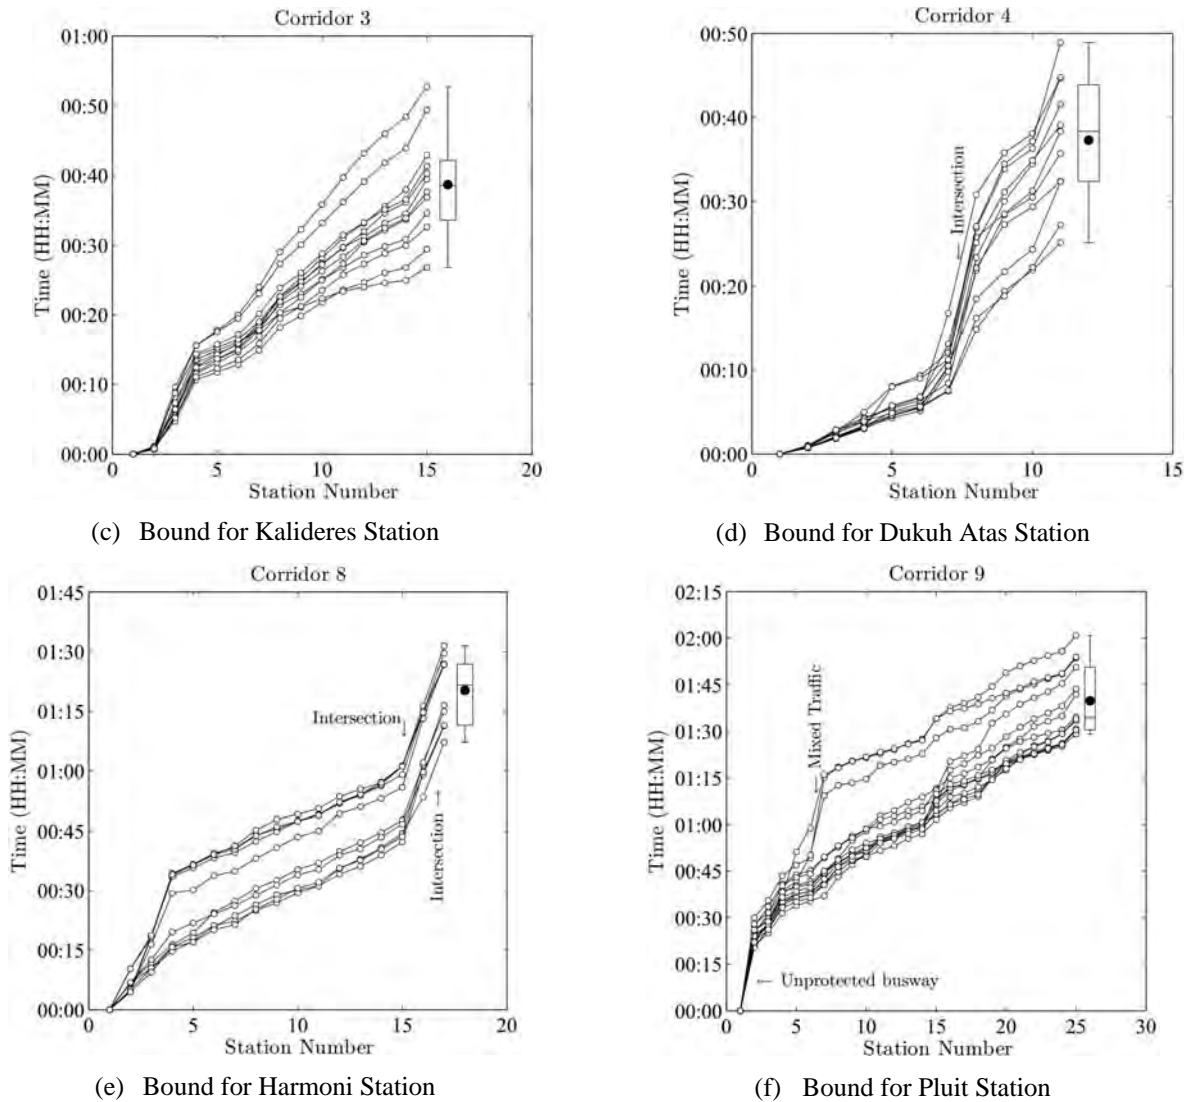 Corridor 3
01:00
00:50
00:40
00:30
00:20
00:10
00:00
Time (HH:MM)
0 5 10 15 20
Station Number
(c) Bound for Kalideres Station
Corridor 4
00:50
00:40
00:30
00:20
00:10
00:00
Time (HH:MM)
Intersection
0 5 10 15
Station Number
(d) Bound for Dukuh Atas Station
Corridor 8
01:45
01:30
01:15
01:00
00:45
00:30
00:15
00:00
Time (HH:MM)
Intersection
Intersection
0 5 10 15 20
Station Number
(e) Bound for Harmoni Station
Corridor 9
02:15
02:00
01:45
01:30
01:15
01:00
00:45
00:30
00:15
00:00
Time (HH:MM)
Mixed Traffic
Unprotected busway
0 5 10 15 20 25 30
Station Number
(f) Bound for Pluit Station